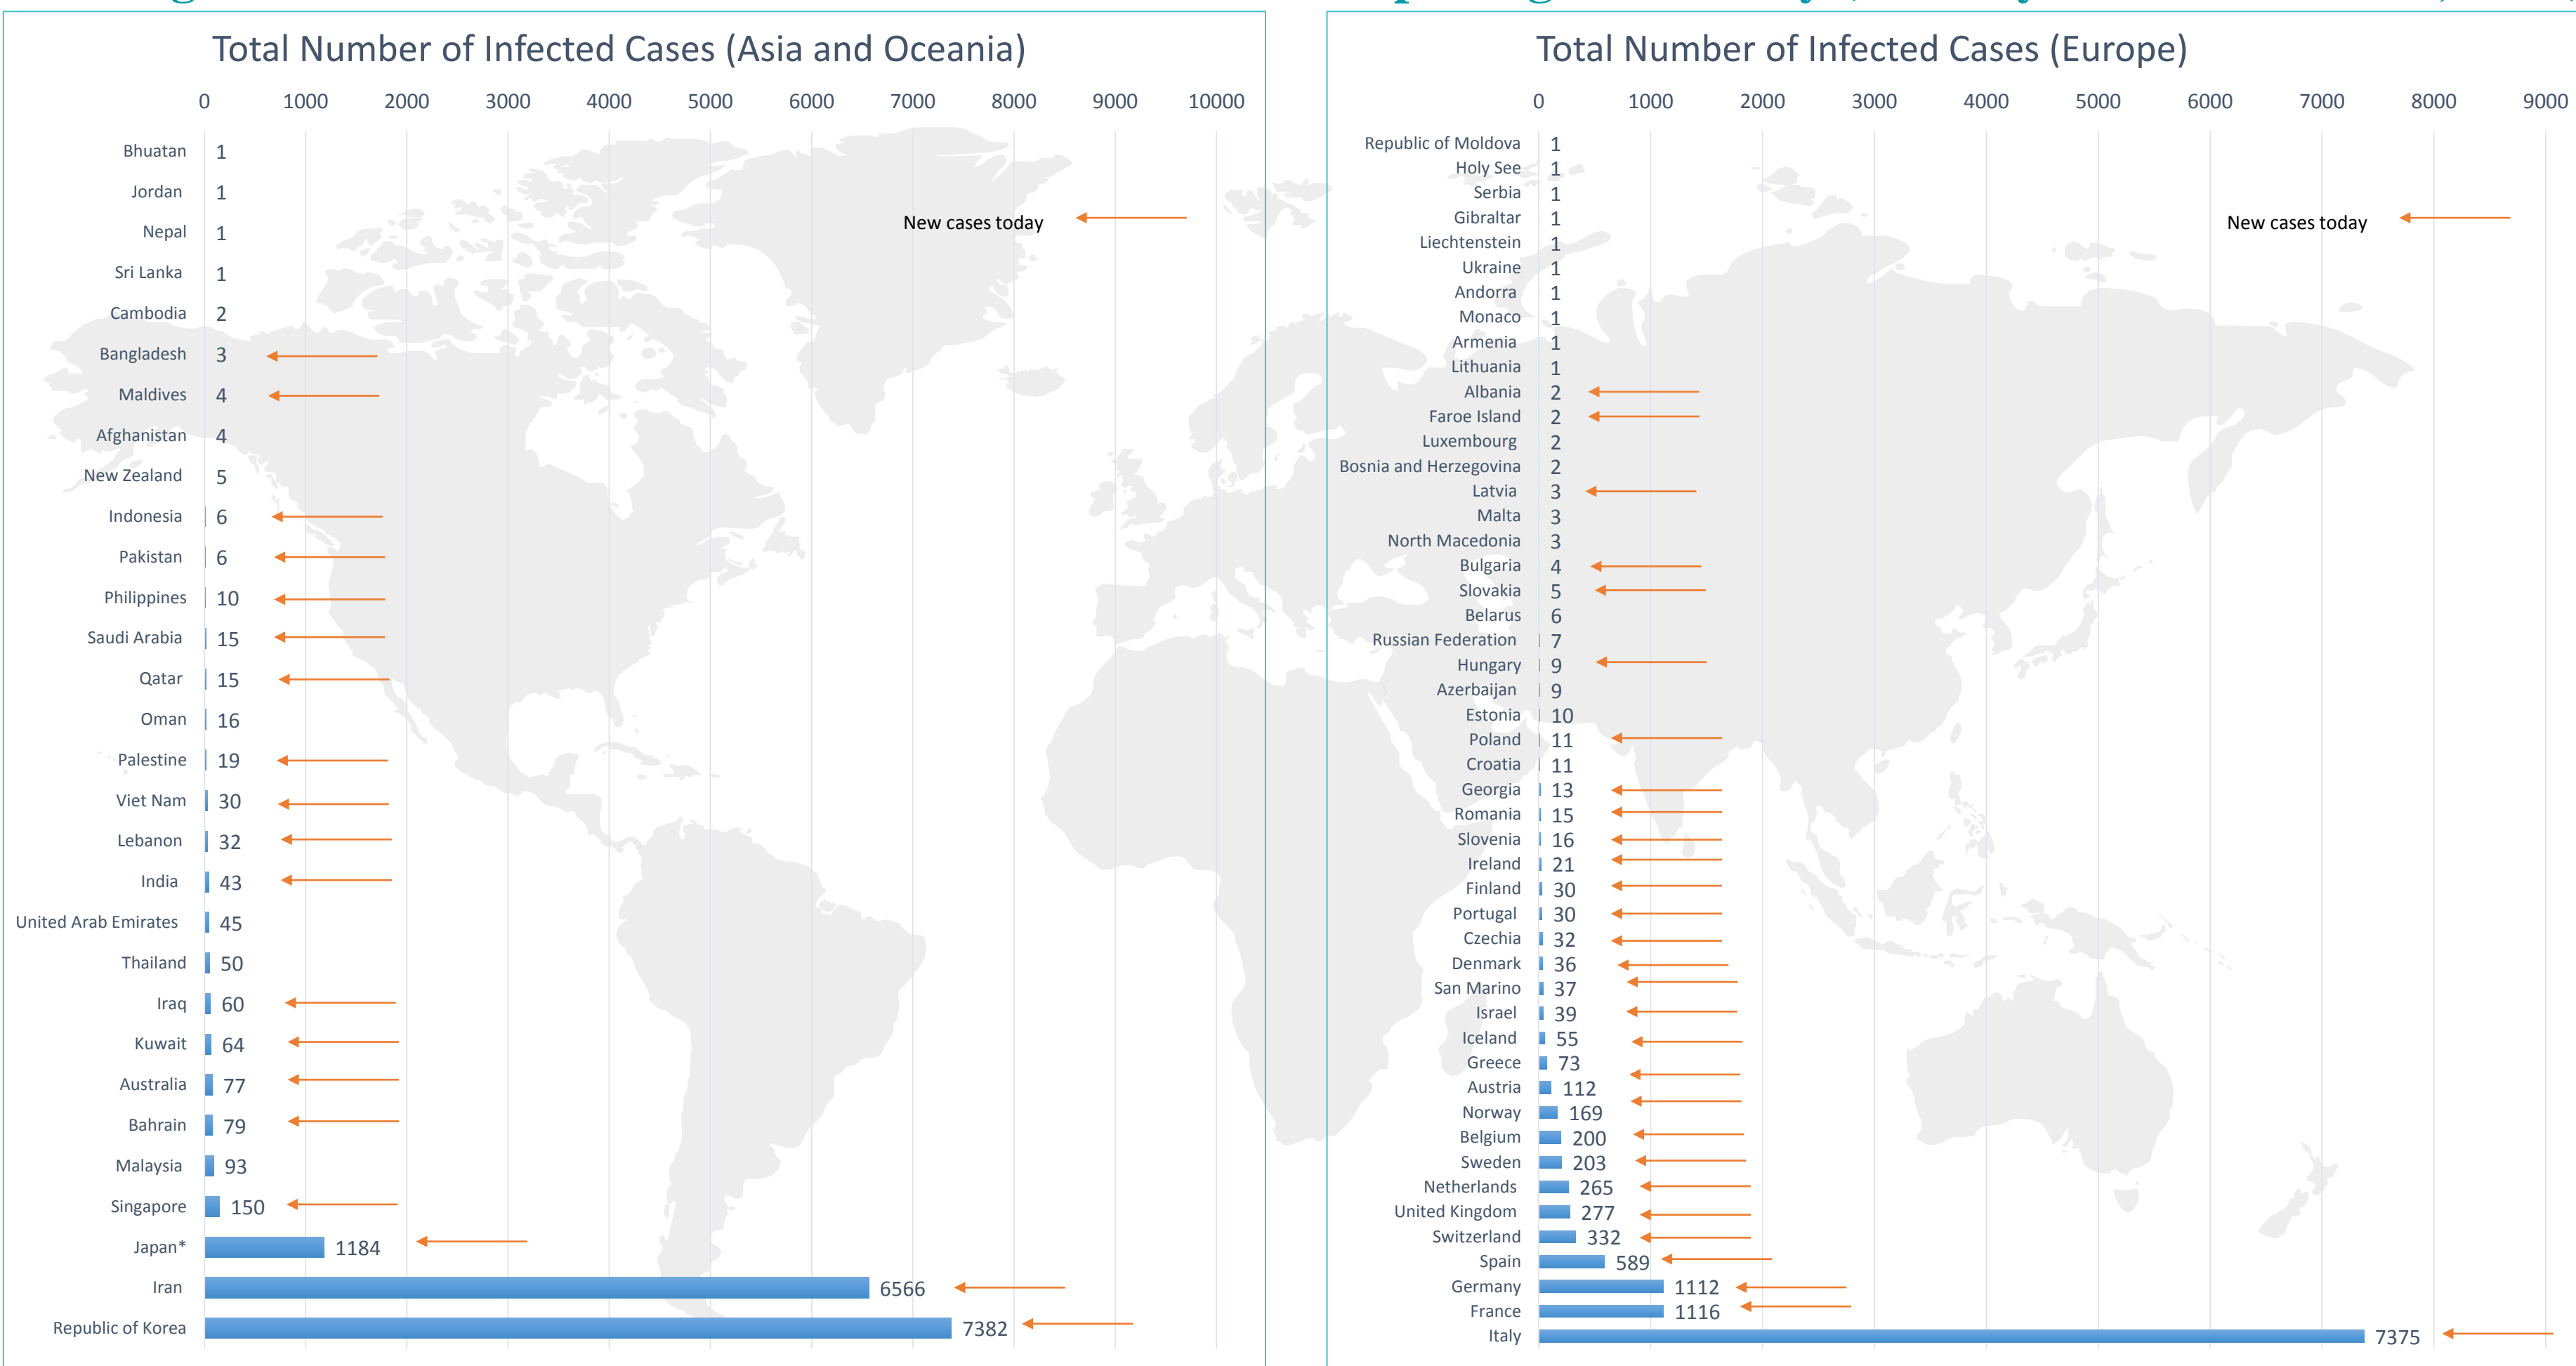 Total Number of Infected Cases (Asia and Oceania)
0 1000 2000 3000 4000 5000 6000 7000 8000 9000 10000
Bhuatan 1
Jordan 1
Nepal 1
New cases today
Sri Lanka 1
Cambodia 2
Bangladesh 3
Maldives 4
Afghanistan 4
New Zealand 5
Indonesia 6
Pakistan 6
Philippines 10
Saudi Arabia 15
Qatar 15
Oman 16
Palestine 19
Viet Nam 30
Lebanon 32
India 43
United Arab Emirates 45
Thailand 50
Iraq 60
Kuwait 64
Australia 77
Bahrain 79
Malaysia 93
Singapore 150
Japan* 1184
Iran 6566
Republic of Korea 7382
Total Number of Infected Cases (Europe)
0 1000 2000 3000 4000 5000 6000 7000 8000 9000
Republic of Moldova 1
Holy See 1
Serbia 1
Gibraltar 1
New cases today
Liechtenstein 1
Ukraine 1
Andorra 1
Monaco 1
Armenia 1
Lithuania 1
Albania 2
Faroe Island 2
Luxembourg 2
Bosnia and Herzegovina 2
Latvia 3
Malta 3
North Macedonia 3
Bulgaria 4
Slovakia 5
Belarus 6
Russian Federation 7
Hungary 9
Azerbaijan 9
Estonia 10
Poland 11
Croatia 11
Georgia 13
Romania 15
Slovenia 16
Ireland 21
Finland 30
Portugal 30
Czechia 32
Denmark 36
San Marino 37
Israel 39
Iceland 55
Greece 73
Austria 112
Norway 169
Belgium 200
Sweden 203
Netherlands 265
United Kingdom 277
Switzerland 332
Spain 589
Germany 1112
France 1116
Italy 7375